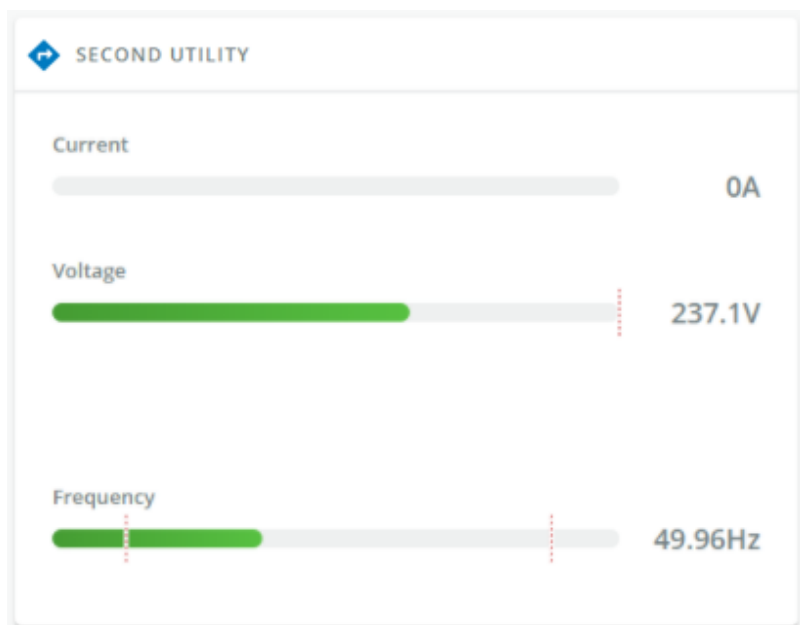 SECOND UTILITY
Current
0A
Voltage
237.1V
Frequency
49.96Hz